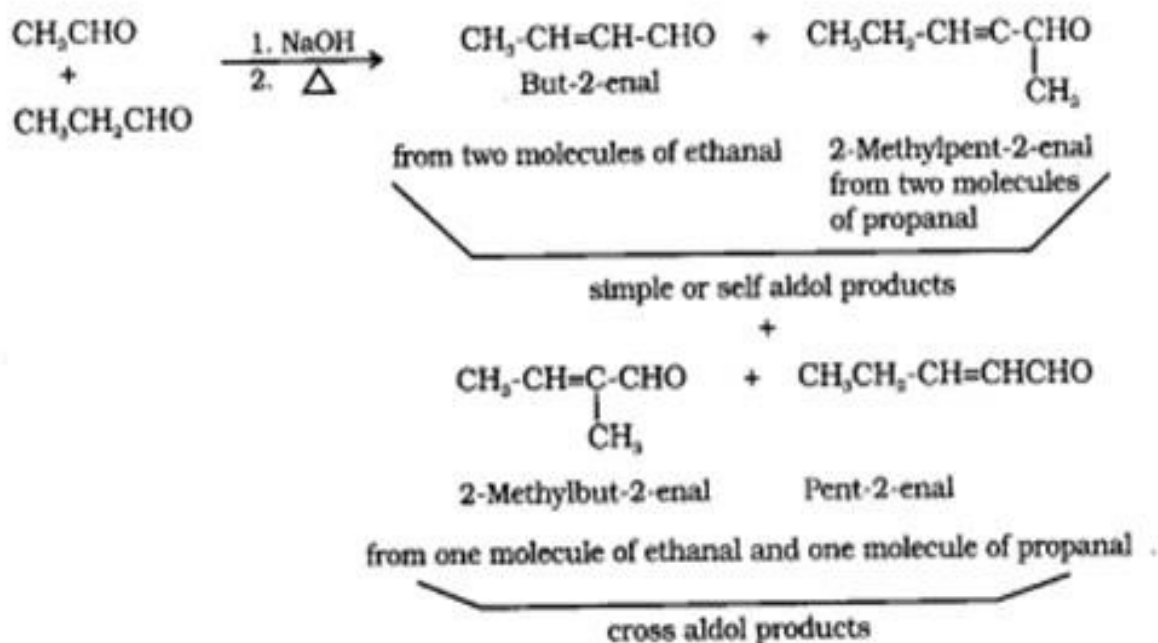 CH₃CHO
+
CH₃CH₂CHO
1. NaOH
2. △
CH₃-CH=CH-CHO + CH₃CH₂-CH=C-CHO
CH₃
But-2-enal
from two molecules of ethanal
2-Methylpent-2-enal
from two molecules
of propanal
simple or self aldol products
+
CH₃-CH=C-CHO + CH₃CH₂-CH=CHCHO
CH₃
2-Methylbut-2-enal Pent-2-enal
from one molecule of ethanal and one molecule of propanal .
cross aldol products